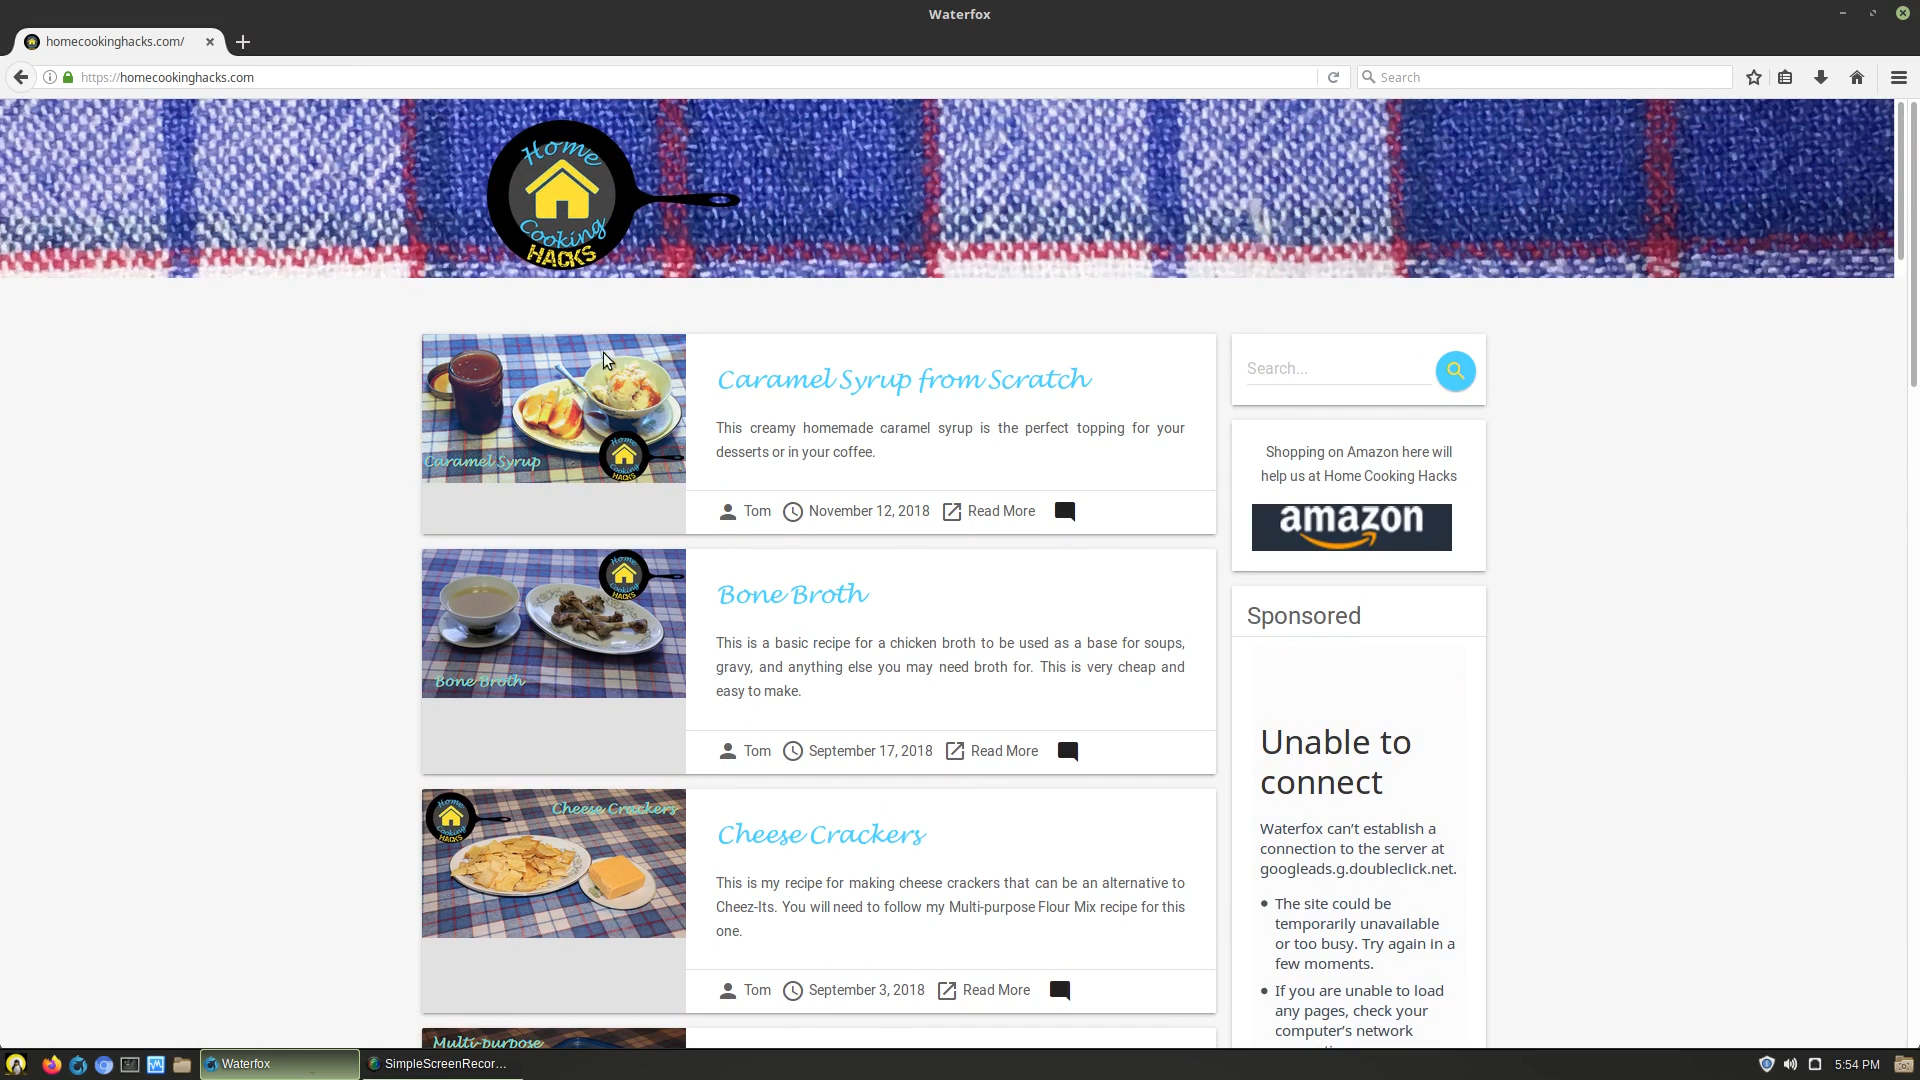 Waterfox
homecookinghacks.com/
https://homecookinghacks.com
Search
Home
Cooking
HACKS
Caramel Syrup
Home
Cooking
HACKS
Caramel Syrup from Scratch
This creamy homemade caramel syrup is the perfect topping for your
desserts or in your coffee.
Tom November 12, 2018 Read More
Home
Cooking
HACKS
Bone Broth
Bone Broth
This is a basic recipe for a chicken broth to be used as a base for soups,
gravy, and anything else you may need broth for. This is very cheap and
easy to make.
Tom September 17, 2018 Read More
Home
Cooking
HACKS
Cheese Crackers
Cheese Crackers
This is my recipe for making cheese crackers that can be an alternative to
Cheez-Its. You will need to follow my Multi-purpose Flour Mix recipe for this
one.
Tom September 3, 2018 Read More
Multi-purpose
Search...
Shopping on Amazon here will
help us at Home Cooking Hacks
amazon
Sponsored
Unable to
connect
Waterfox can’t establish a
connection to the server at
googleads.g.doubleclick.net.
The site could be
temporarily unavailable
or too busy. Try again in a
few moments.
If you are unable to load
any pages, check your
computer’s network
Waterfox
SimpleScreenRecor...
5:54 PM